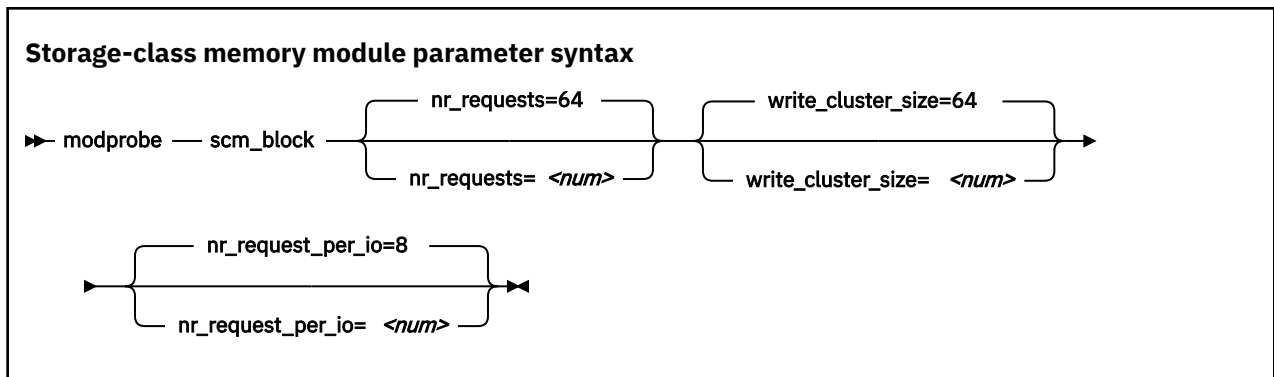 Storage-class memory module parameter syntax
nr_requests=64 write_cluster_size=64
modprobe scm_block
nr_requests= <num> write_cluster_size= <num>
nr_request_per_io=8
nr_request_per_io= <num>